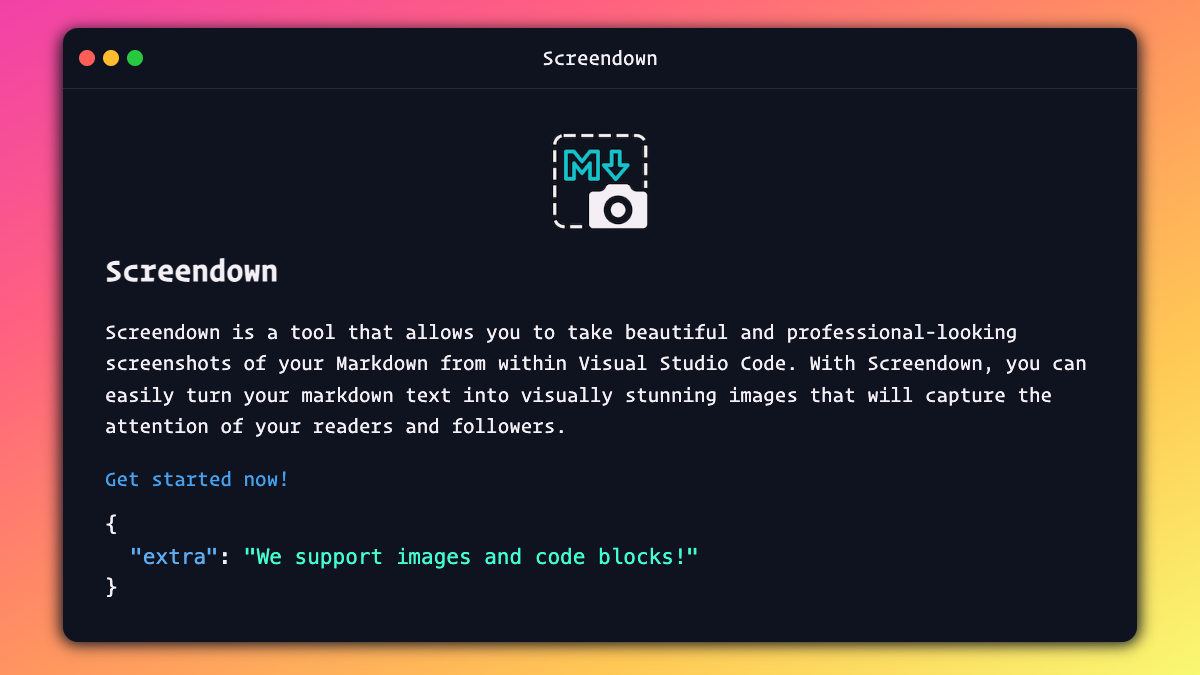 Screendown
M
Screendown
Screendown is a tool that allows you to take beautiful and professional-looking
screenshots of your Markdown from within Visual Studio Code. With Screendown, you can
easily turn your markdown text into visually stunning images that will capture the
attention of your readers and followers.
Get started now!
{
"extra": "We support images and code blocks!"
}